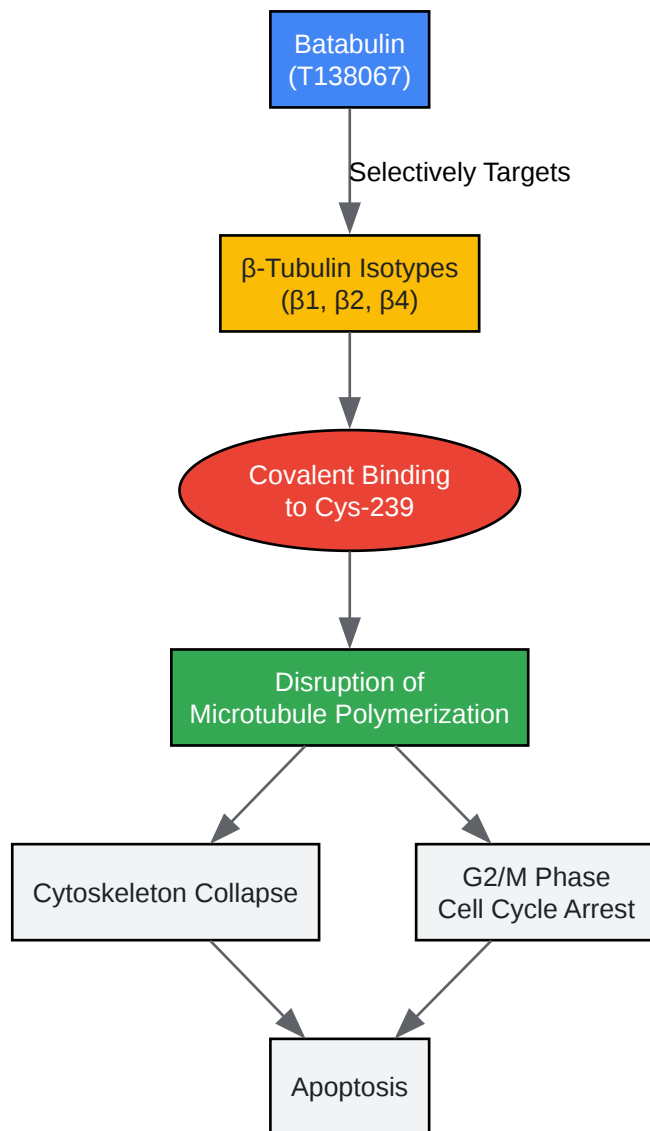 Batabulin
(T138067)
Selectively Targets
β-Tubulin Isotypes
(β1, β2, β4)
Covalent Binding
to Cys-239
Disruption of
Microtubule Polymerization
Cytoskeleton Collapse
G2/M Phase
Cell Cycle Arrest
Apoptosis